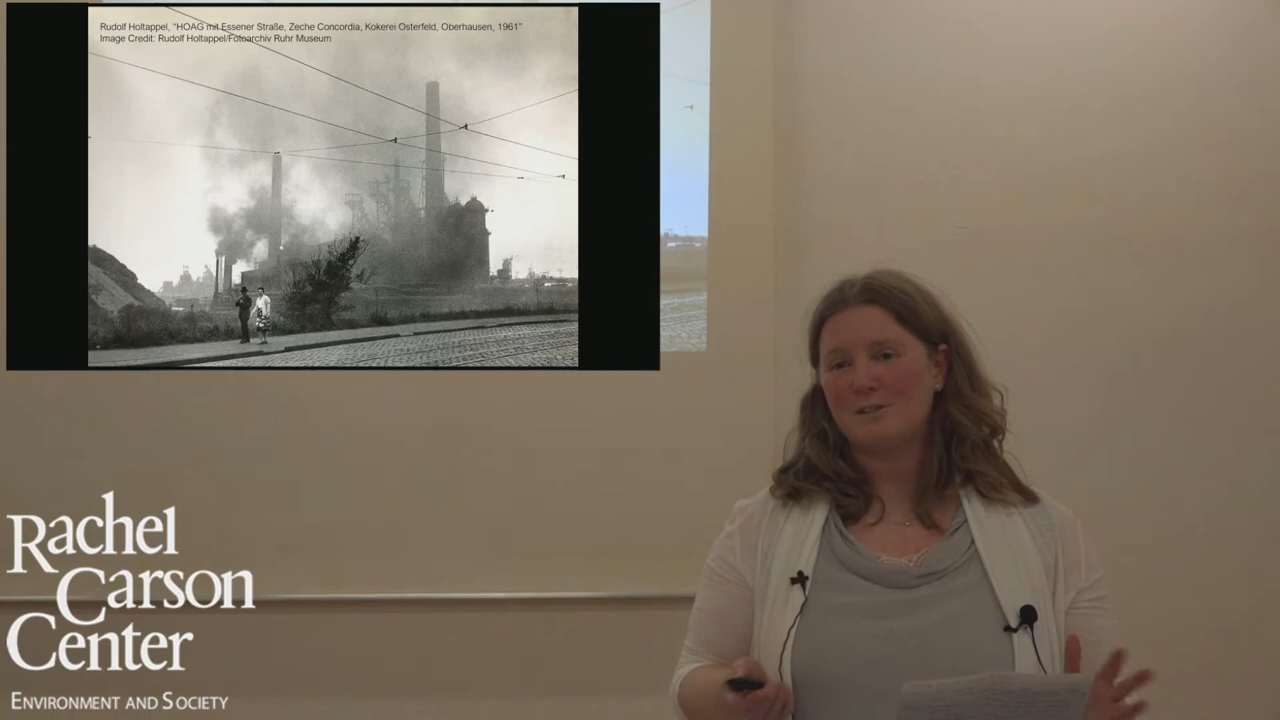 Rudolf Holtappel, "HOAG mit Essener Straße, Zeche Concordia, Kokerei Osterfeld, Oberhausen, 1961"
Image Credit: Rudolf Holtappel/Fotoarchiv Ruhr Museum
Rachel
Carson
Center
ENVIRONMENT AND SOCIETY